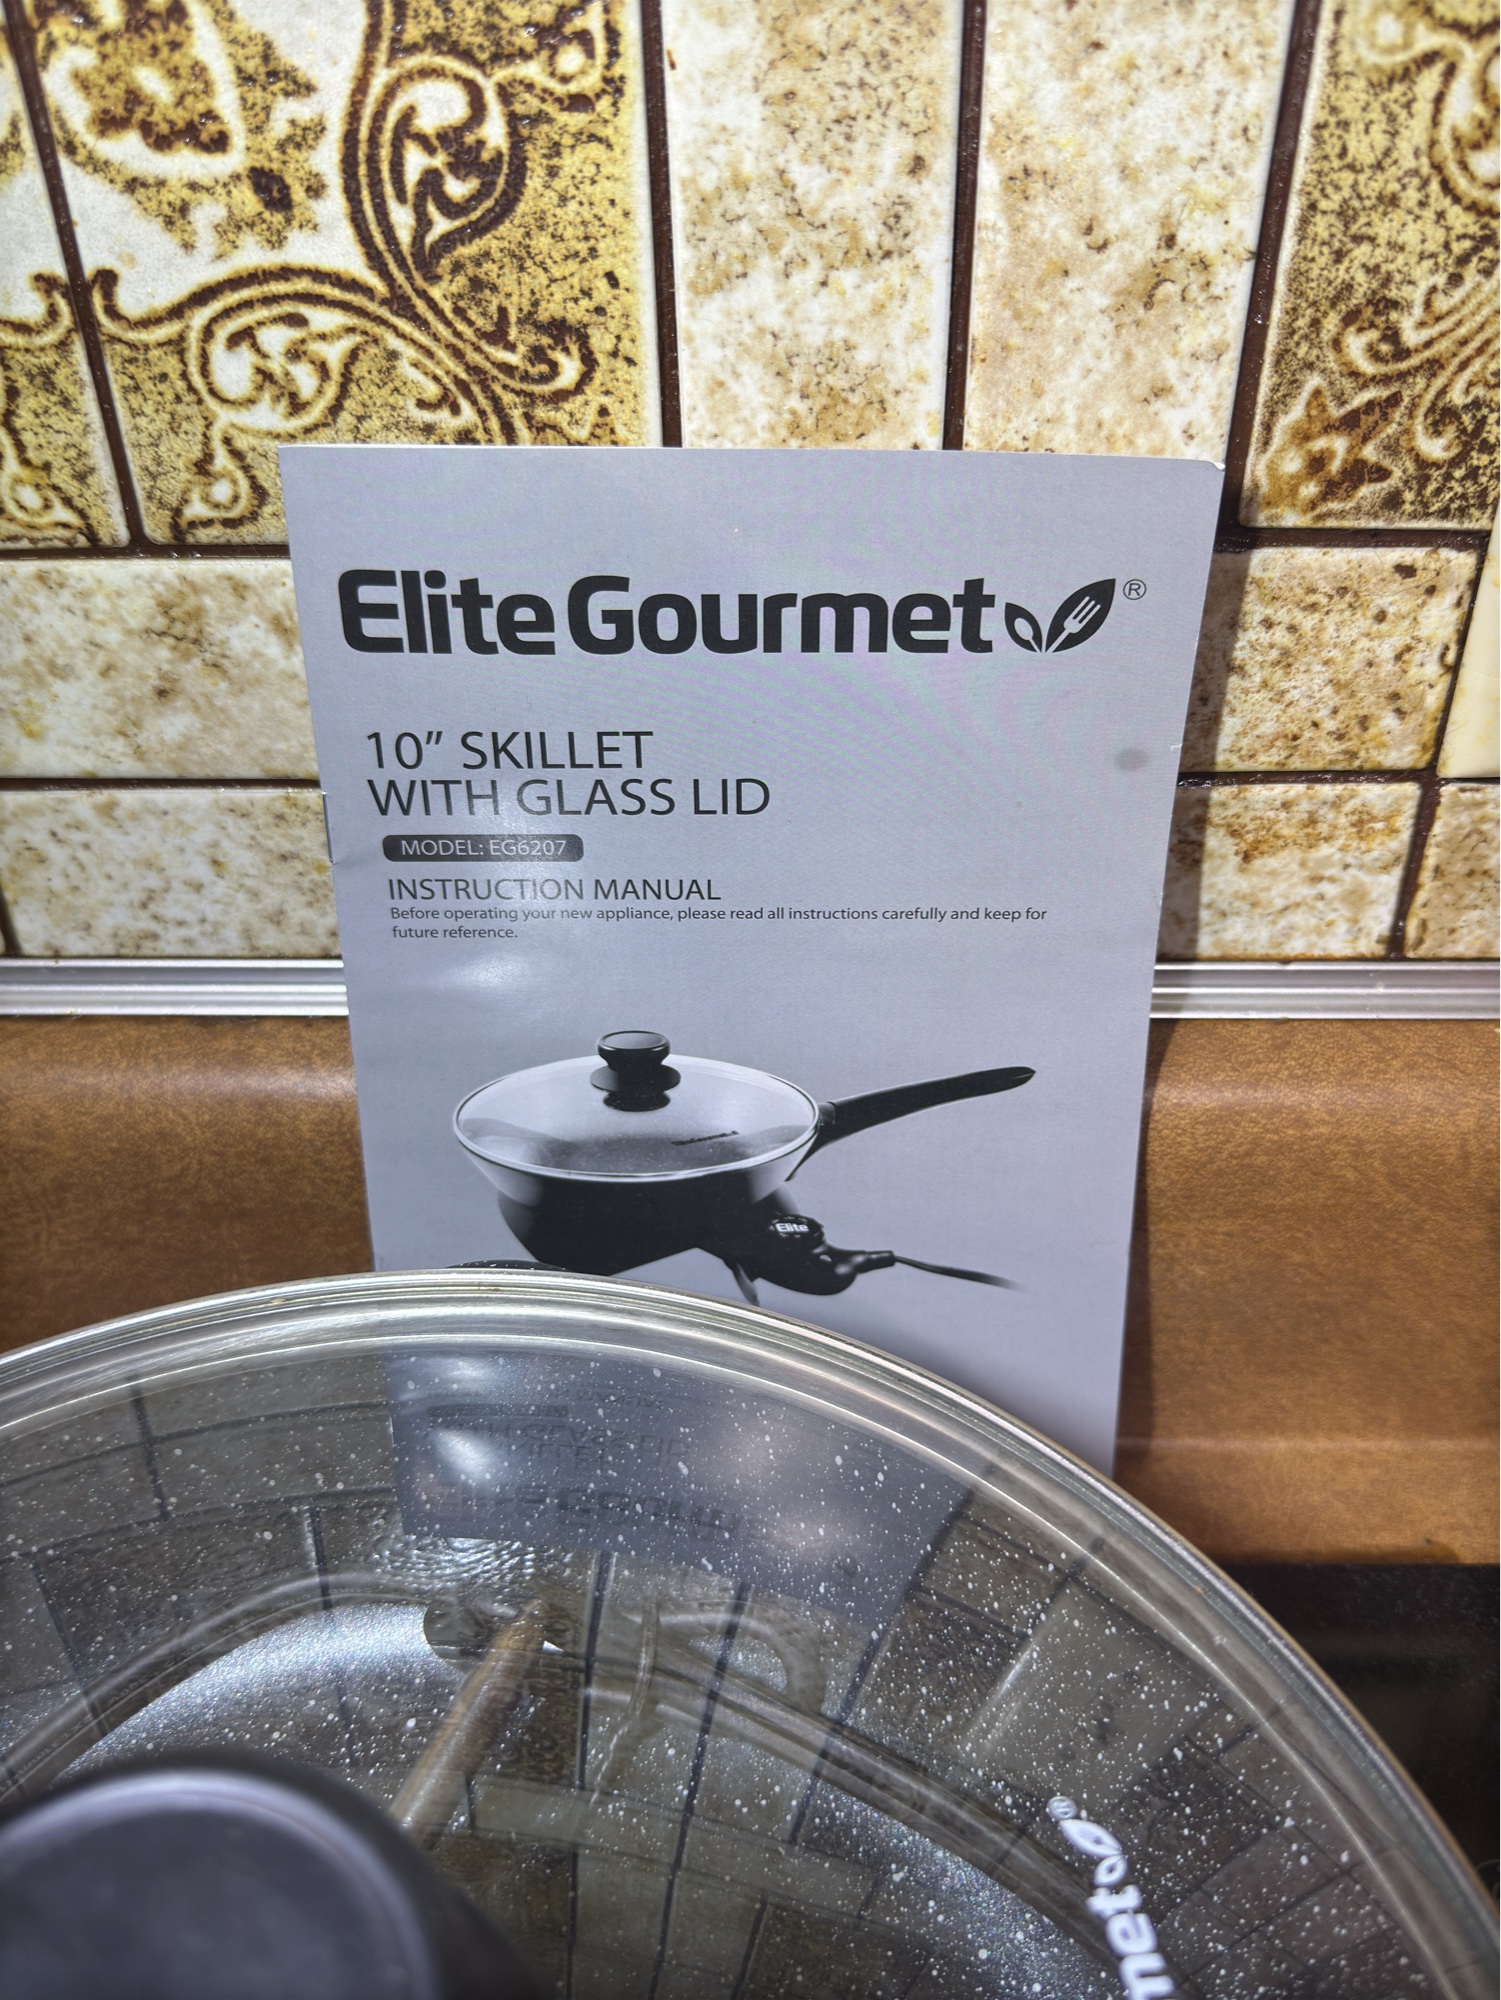 Elite Gourmet®
10” SKILLET
WITH GLASS LID
MODEL: EG6207
INSTRUCTION MANUAL
Before operating your new appliance, please read all instructions carefully and keep for
future reference.
Elite